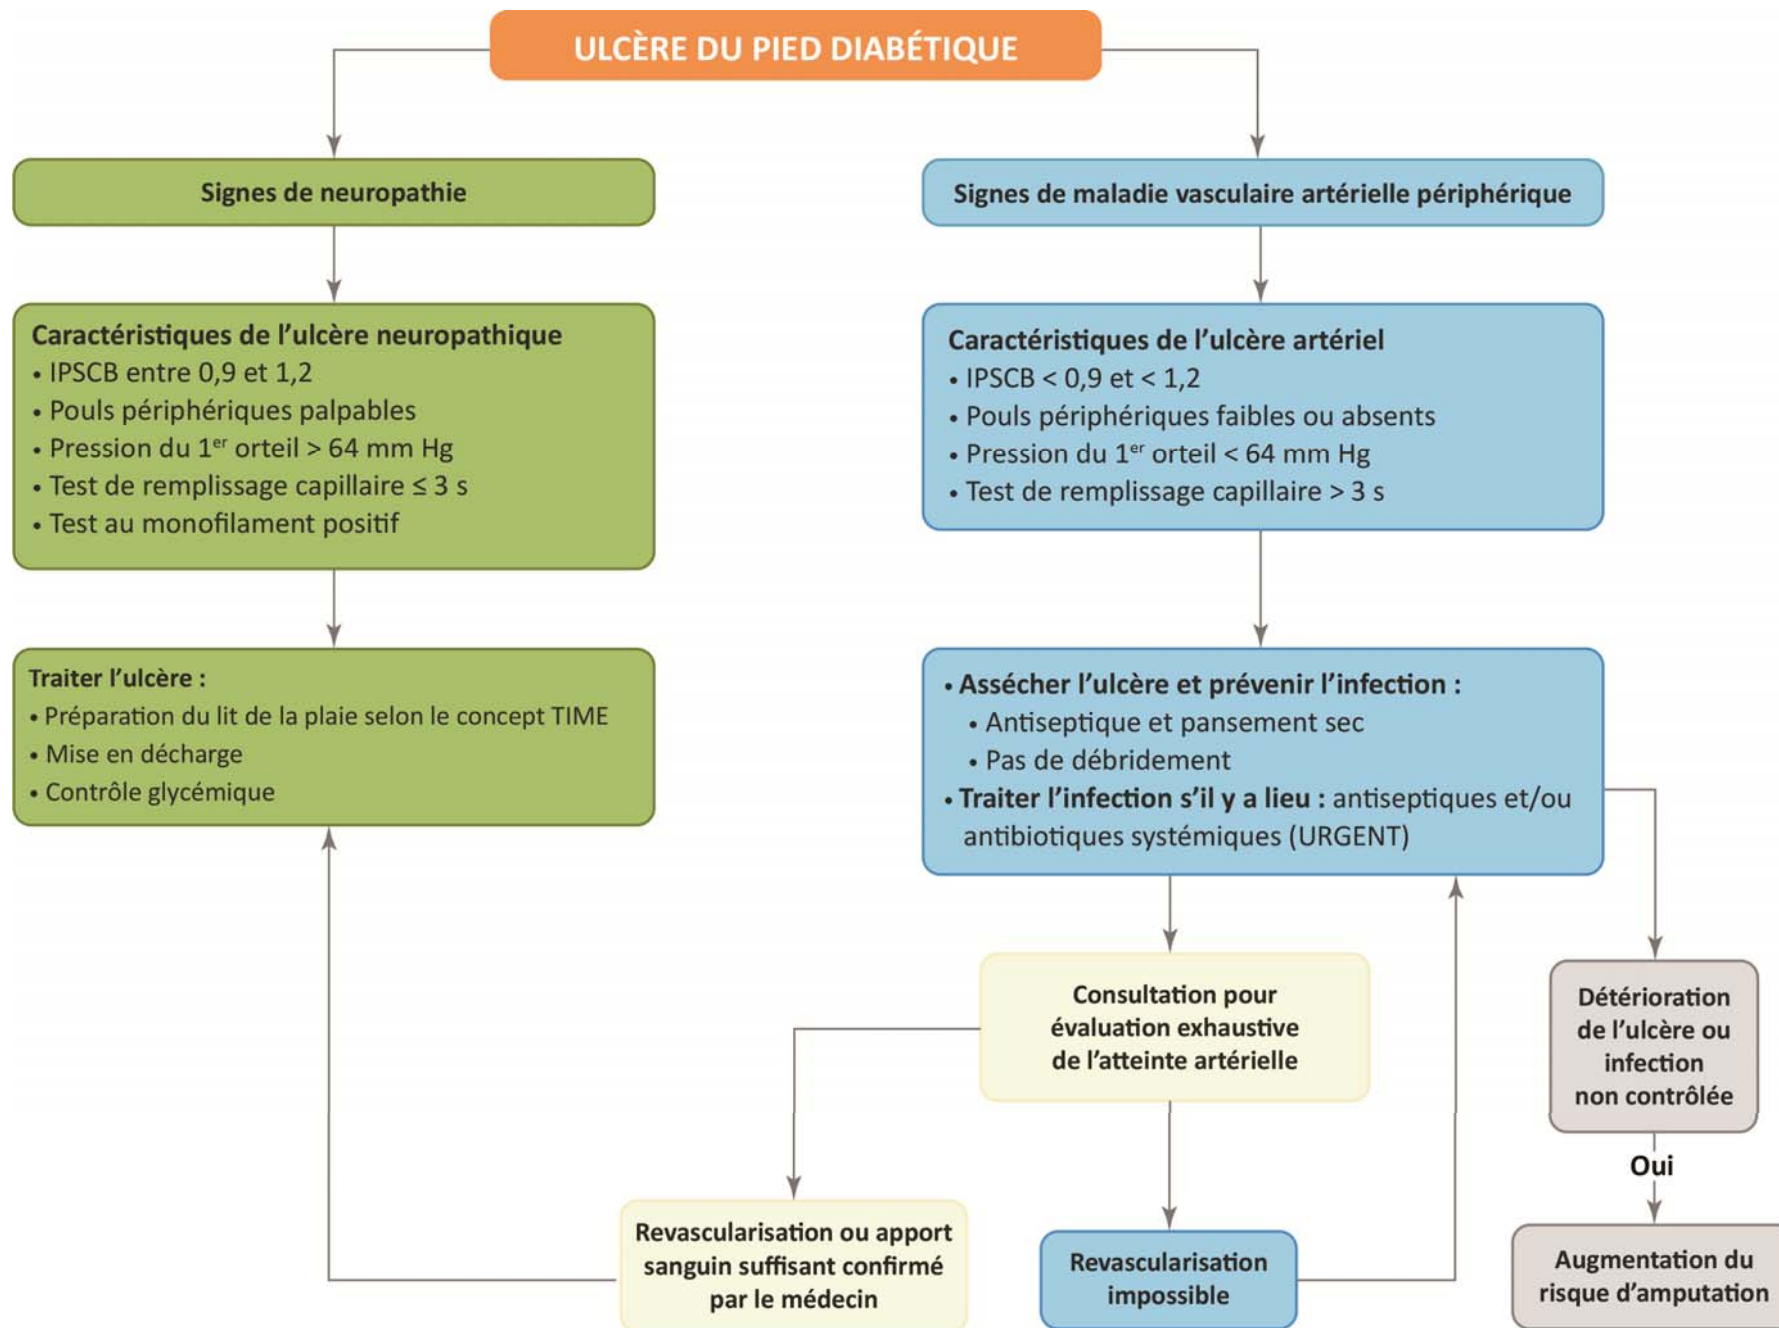 ULCÈRE DU PIED DIABÉTIQUE
Signes de neuropathie
Caractéristiques de l’ulcère neuropathique
• IPSCB entre 0,9 et 1,2
• Pouls périphériques palpables
• Pression du 1er orteil > 64 mm Hg
• Test de remplissage capillaire ≤ 3 s
• Test au monofilament positif
Traiter l’ulcère :
• Préparation du lit de la plaie selon le concept TIME
• Mise en décharge
• Contrôle glycémique
Signes de maladie vasculaire artérielle périphérique
Caractéristiques de l’ulcère artériel
• IPSCB < 0,9 et < 1,2
• Pouls périphériques faibles ou absents
• Pression du 1er orteil < 64 mm Hg
• Test de remplissage capillaire > 3 s
• Assécher l’ulcère et prévenir l’infection :
• Antiseptique et pansement sec
• Pas de débridement
• Traiter l’infection s’il y a lieu : antiseptiques et/ou
antibiotiques systémiques (URGENT)
Consultation pour
évaluation exhaustive
de l’atteinte artérielle
Revascularisation ou apport
sanguin suffisant confirmé
par le médecin
Revascularisation
impossible
Détérioration
de l’ulcère ou
infection
non contrôlée
Oui
Augmentation du
risque d’amputation